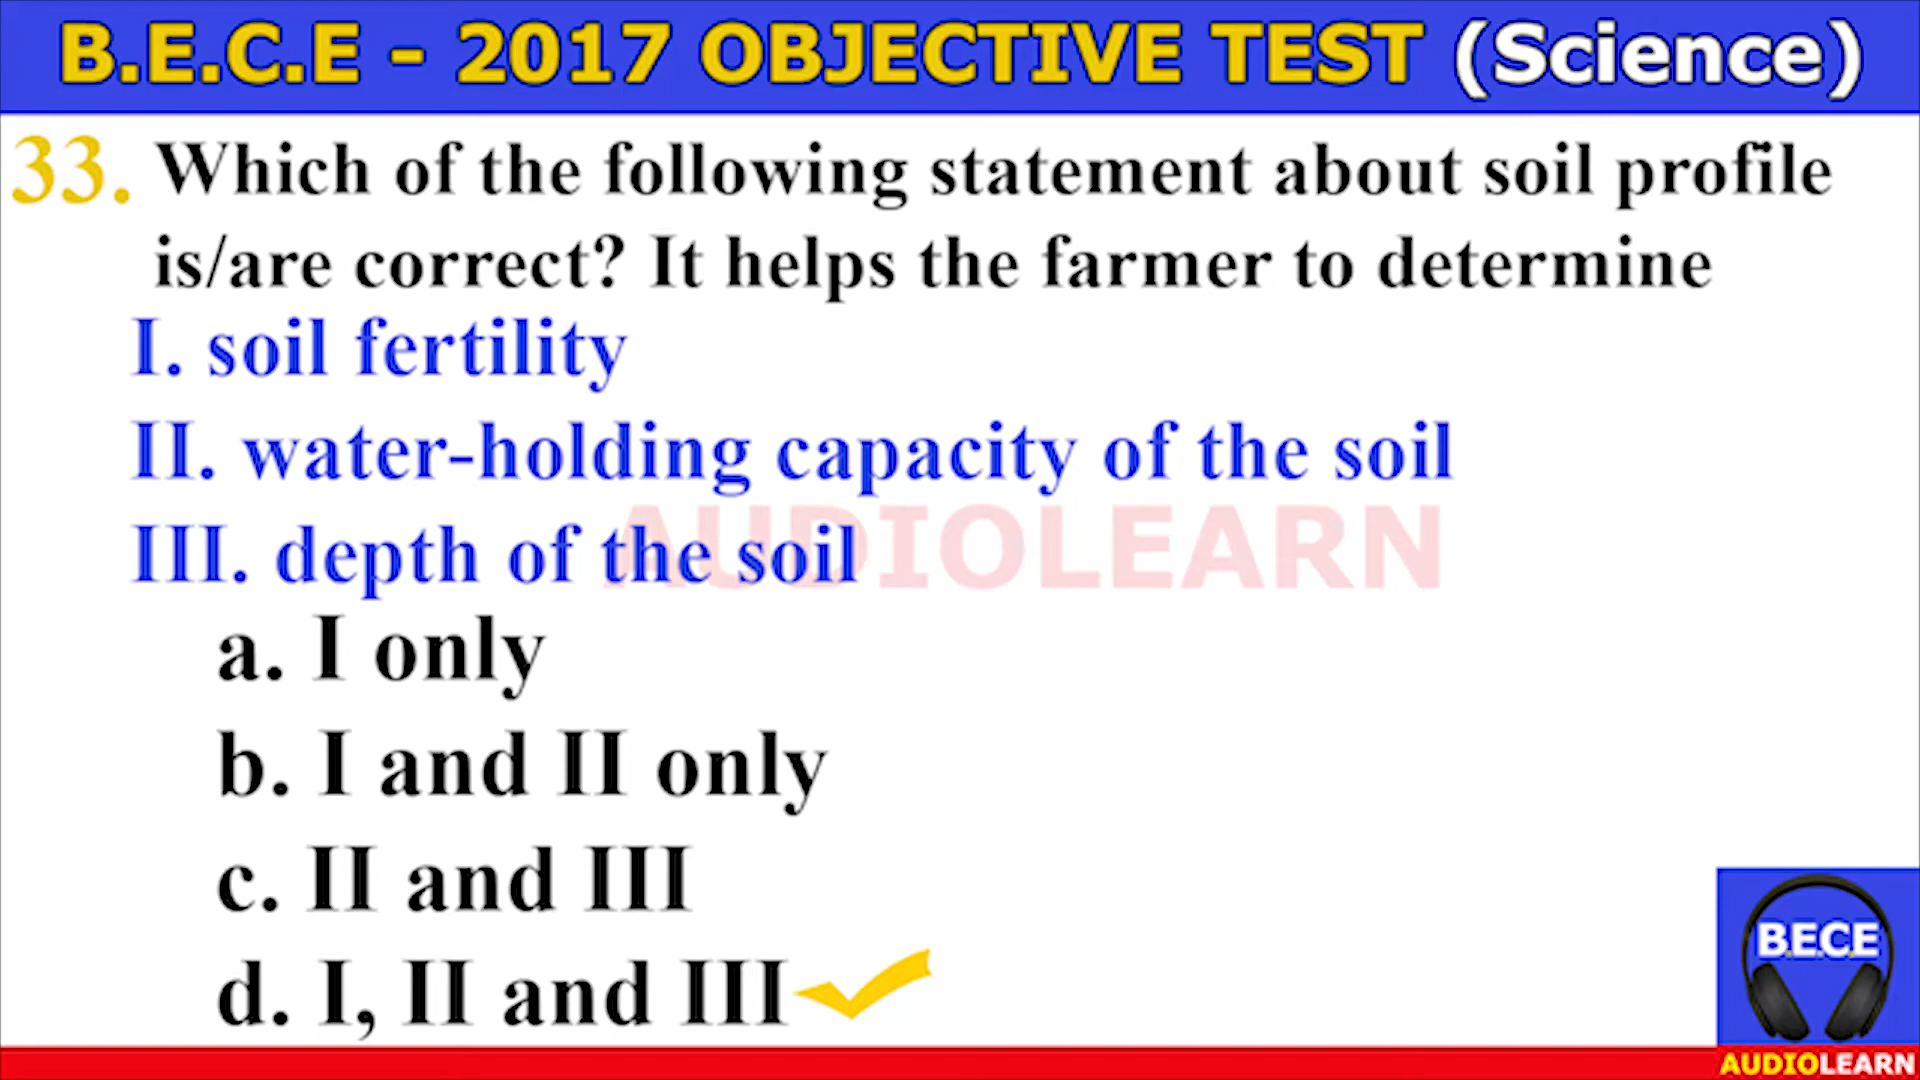 B.E.C.E - 2017 OBJECTIVE TEST (Science)
33. Which of the following statement about soil profile
is/are correct? It helps the farmer to determine
I. soil fertility
II. water-holding capacity of the soil
III. depth of the soil
AUDIOLEARN
a. I only
b. I and II only
c. II and III
d. I, II and III
B.E.C.E
AUDIOLEARN